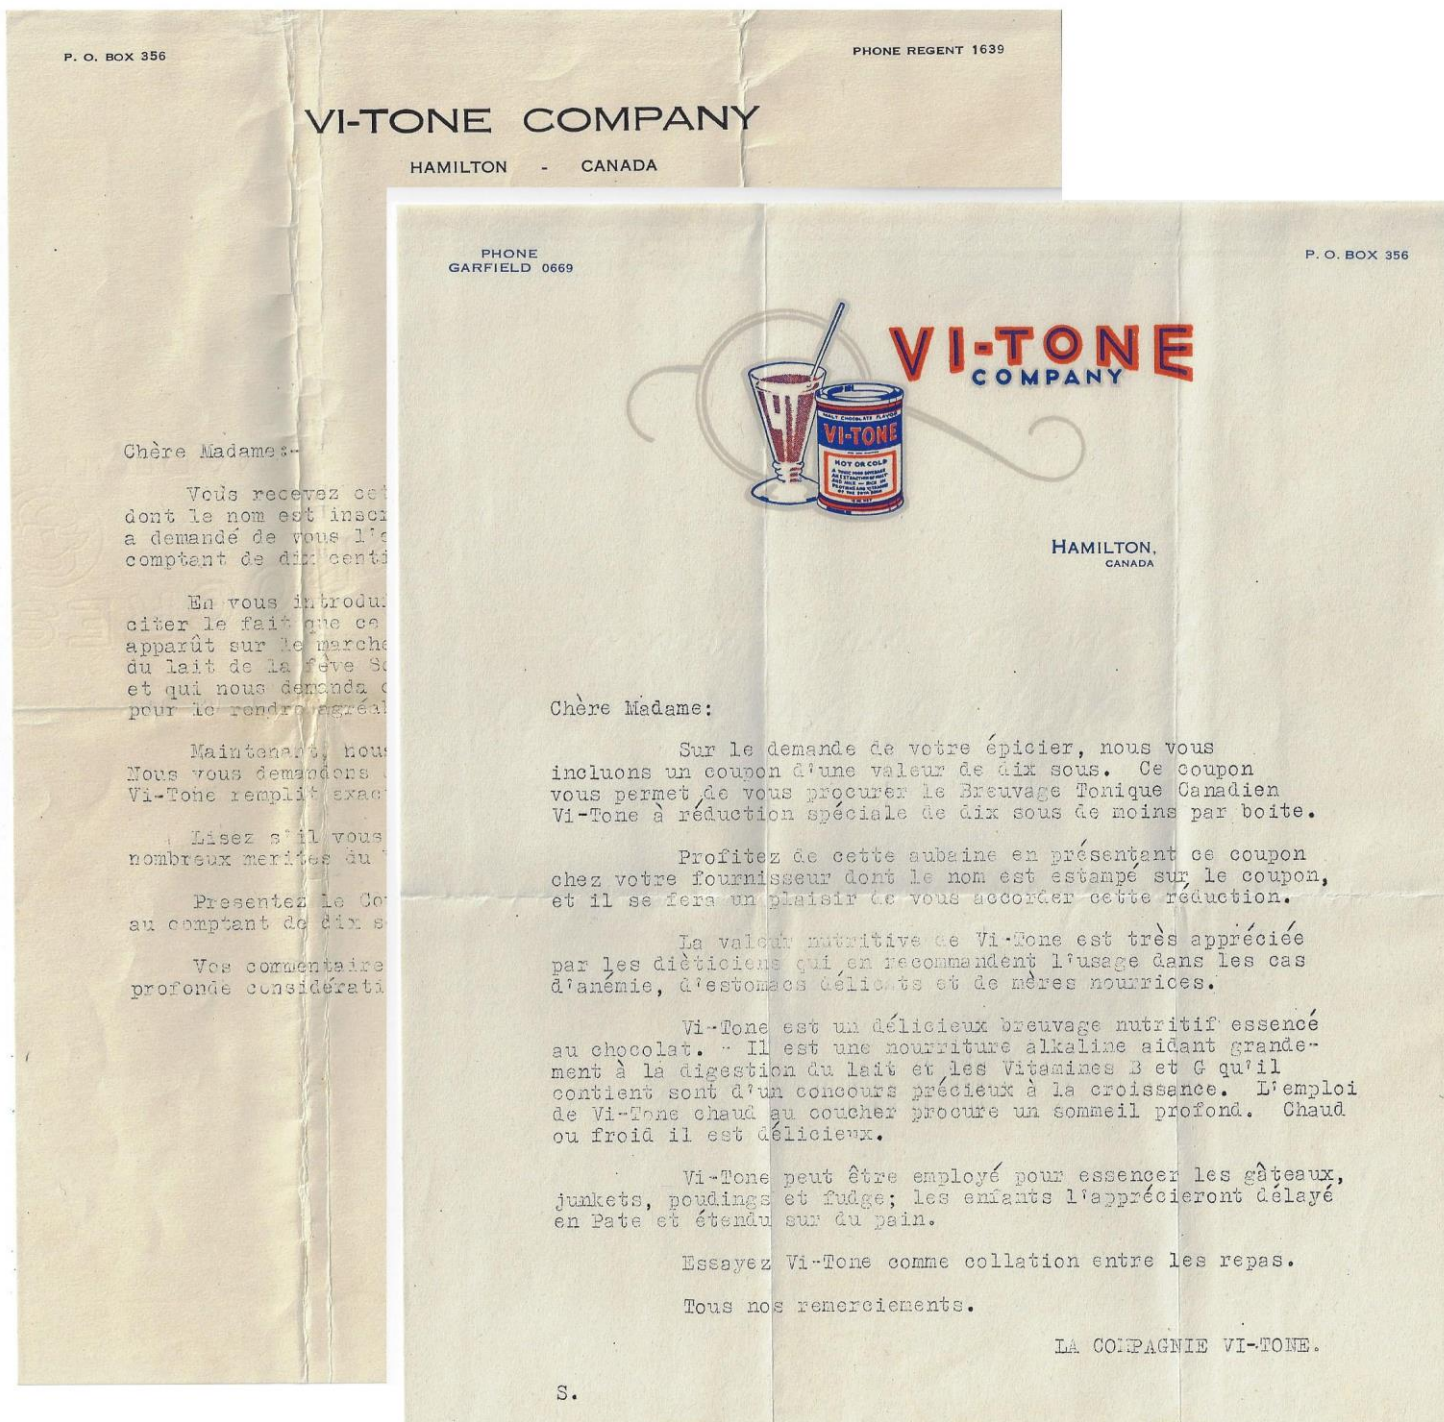 P. O. BOX 356
PHONE REGENT 1639
VI-TONE COMPANY
HAMILTON - CANADA
Chère Madame:-
Vous recevez cet
dont le nom est inscr
a demandé de vous l'e
comptant de dix centi
En vous introdui
citer le fait que ce
apparût sur le marche
du lait de la fève So
et qui nous demanda d
pour le rendre agréal
Maintenant, nous
Nous vous demandons
Vi-Tone remplit exac
Lisez s'il vous
nombreux merites du
Presentez le Co
au comptant de dix s
Vos commentaire
profonde considérati
PHONE
GARFIELD 0669
P. O. BOX 356
VI-TONE
COMPANY
CHOCOLATE FLAVOR
VI-TONE
HOT OR COLD
HAMILTON,
CANADA
Chère Madame:
Sur le demande de votre épicier, nous vous
incluons un coupon d'une valeur de dix sous. Ce coupon
vous permet de vous procurer le Breuvage Tonique Canadien
Vi-Tone à réduction spéciale de dix sous de moins par boite.
Profitez de cette aubaine en présentant ce coupon
chez votre fournisseur dont le nom est estampé sur le coupon,
et il se fera un plaisir de vous accorder cette réduction.
La valeur nutritive de Vi-Tone est très appréciée
par les dièticiens qui en recommandent l'usage dans les cas
d'anémie, d'estomacs délicats et de mères nourrices.
Vi-Tone est un délicieux breuvage nutritif essencé
au chocolat. - Il est une nourriture alkaline aidant grande-
ment à la digestion du lait et les Vitamines B et G qu'il
contient sont d'un concours précieux à la croissance. L'emploi
de Vi-Tone chaud au coucher procure un sommeil profond. Chaud
ou froid il est délicieux.
Vi-Tone peut être employé pour essencer les gâteaux,
junkets, poudings et fudge; les enfants l'apprécieront délayé
en Pate et étendu sur du pain.
Essayez Vi-Tone comme collation entre les repas.
Tous nos remerciements.
LA COMPAGNIE VI-TONE.
S.